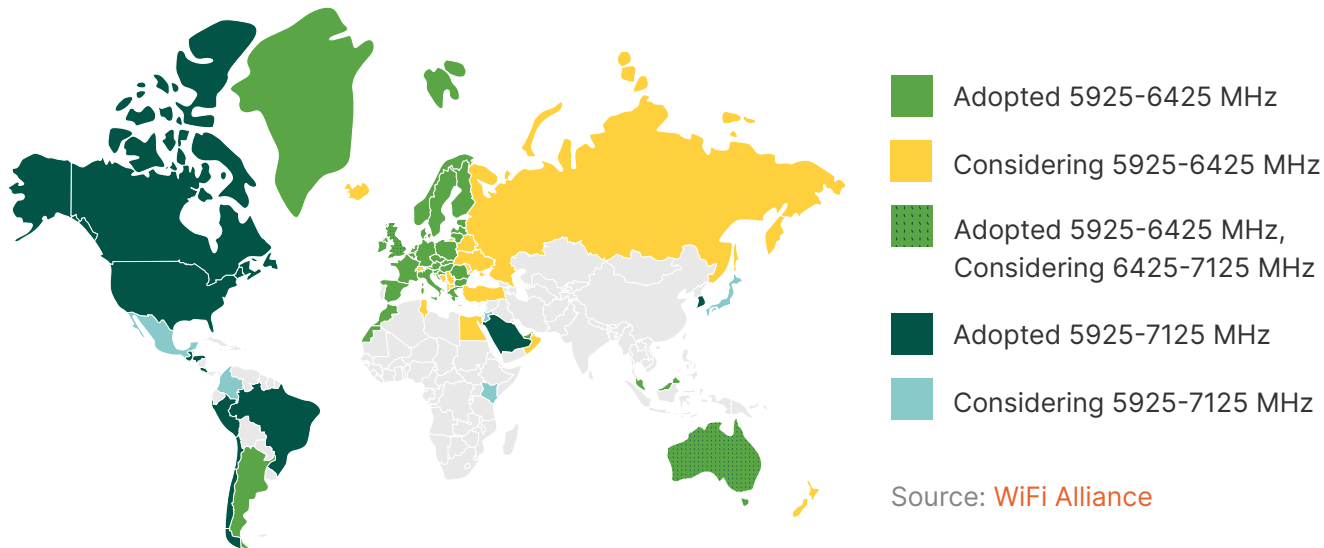 Adopted 5925-6425 MHz
Considering 5925-6425 MHz
Adopted 5925-6425 MHz,
Considering 6425-7125 MHz
Adopted 5925-7125 MHz
Considering 5925-7125 MHz
Source: WiFi Alliance